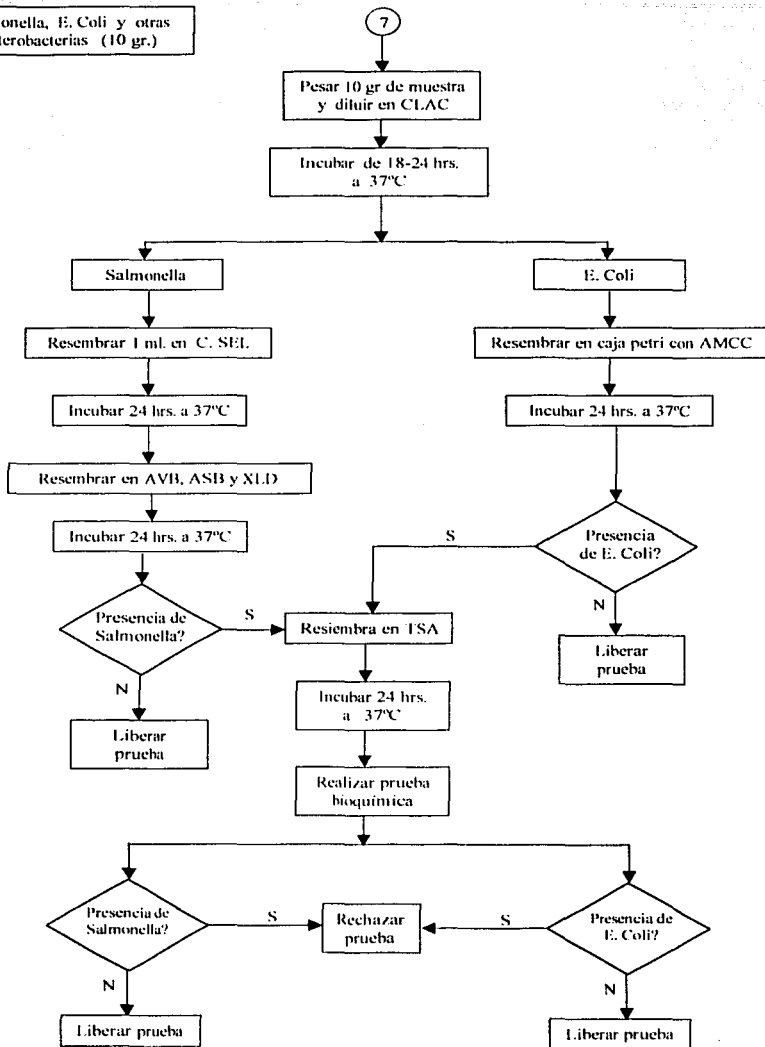 onella, E. Coli y otras
terobacterias (10 gr.)
7
Pesar 10 gr de muestra
y diluir en CLAC
Incubar de 18-24 hrs.
a 37ºC
Salmonella
E. Coli
Resembrar 1 ml. en C. SEL
Resembrar en caja petri con AMCC
Incubar 24 hrs. a 37ºC
Incubar 24 hrs. a 37ºC
Resembrar en AVB, ASB y XLD
Incubar 24 hrs. a 37ºC
Presencia
de E. Coli?
S
N
Liberar
prueba
Presencia de
Salmonella?
S
N
Liberar
prueba
Resiembra en TSA
Incubar 24 hrs.
a 37ºC
Realizar prueba
bioquímica
Presencia de
Salmonella?
S
Rechazar
prueba
S
Presencia de
E. Coli?
N
N
Liberar prueba
Liberar prueba